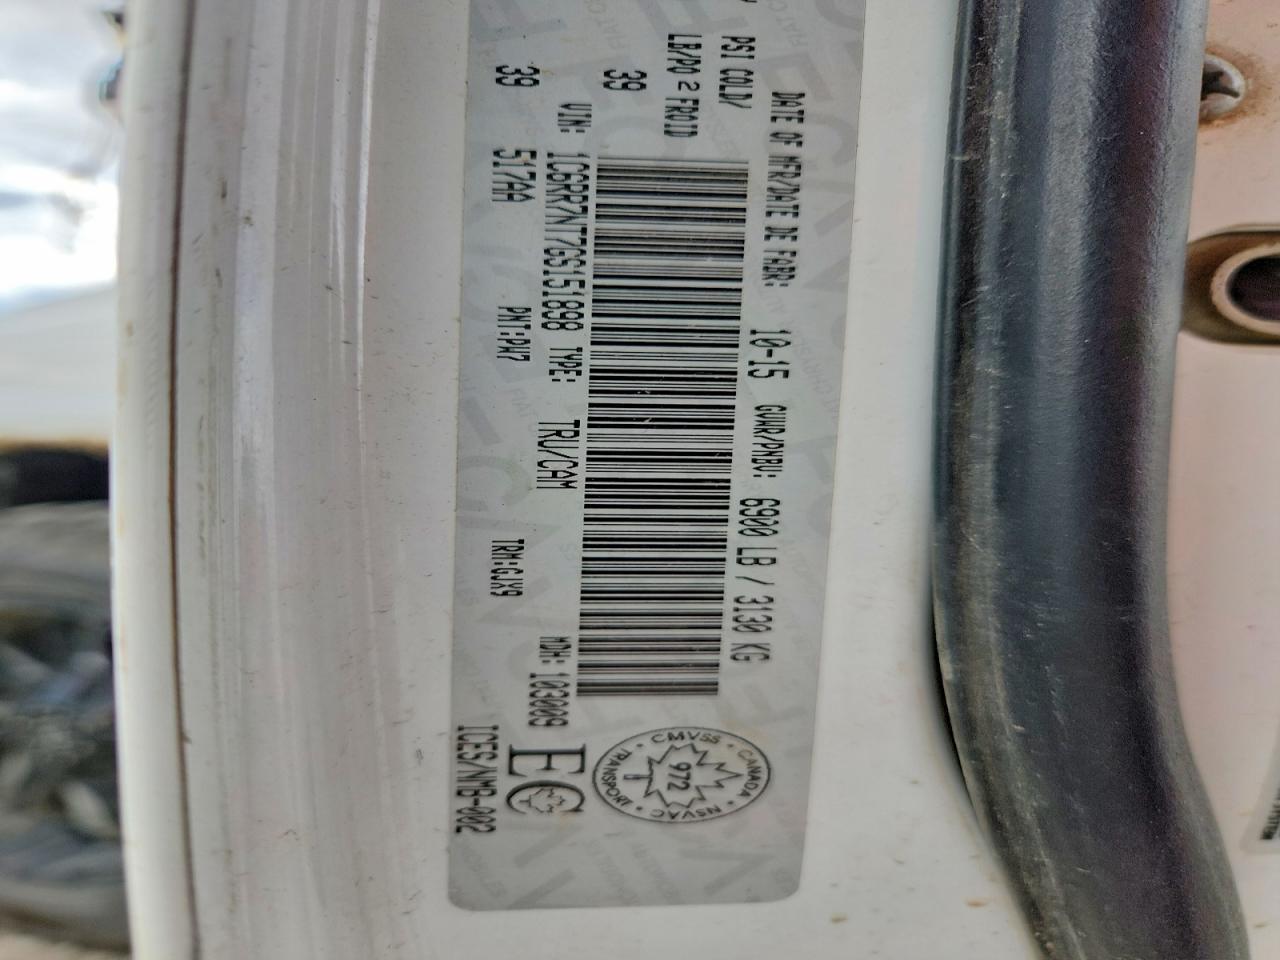 DATE OF MFR/DATE DE FABR: 10-15 GVWR/PNBV: 6900 LB / 3130 KG
PSI COLD/
LB/PO 2 FROID
39
39
VIN: 1C6RR7NT7GS151898 TYPE: TRU/CAM MDH: 103009
517AA PNT:PW7 TRM:GJX9
CMVSS
CANADA
NSVAC
TRANSPORT
972
EC
ICES/NMB-002